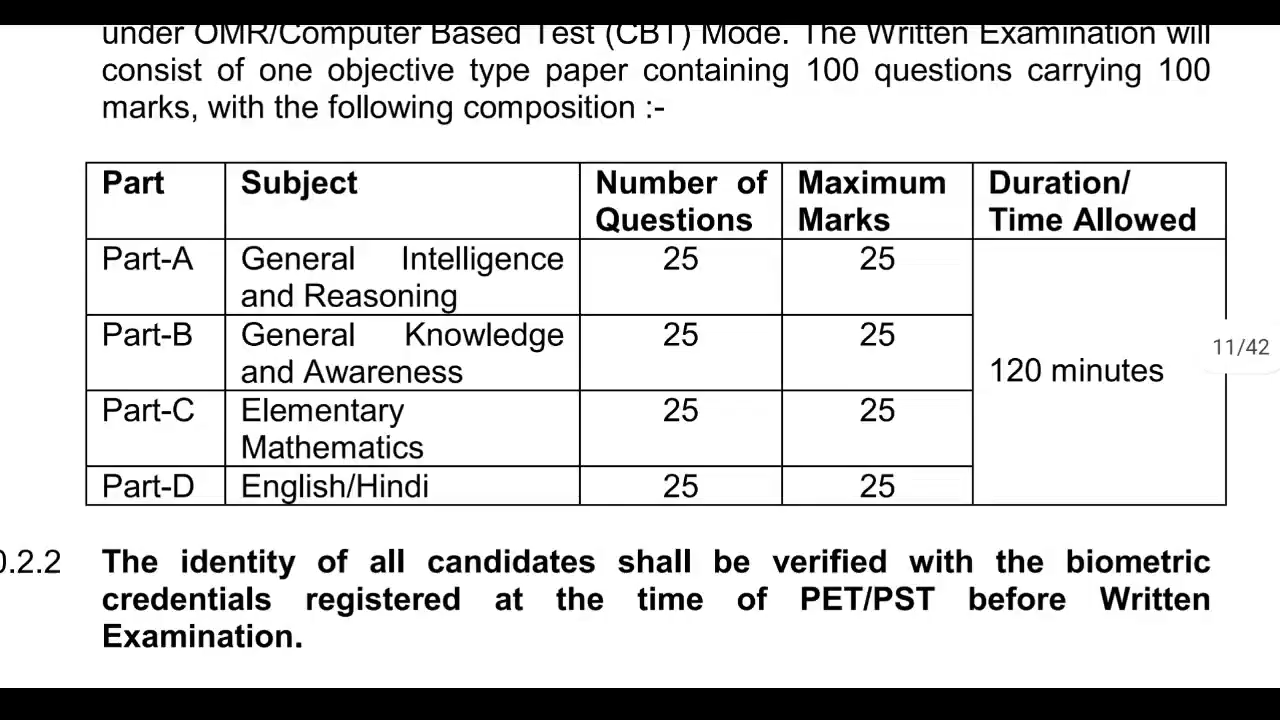 under OMR/Computer Based Test (CBT) Mode. The Written Examination will
consist of one objective type paper containing 100 questions carrying 100
marks, with the following composition :-
Part Subject Number of Questions Maximum Marks Duration/ Time Allowed
Part-A General Intelligence and Reasoning 25 25 120 minutes
Part-B General Knowledge and Awareness 25 25
Part-C Elementary Mathematics 25 25
Part-D English/Hindi 25 25
11/42
0.2.2 The identity of all candidates shall be verified with the biometric
credentials registered at the time of PET/PST before Written
Examination.